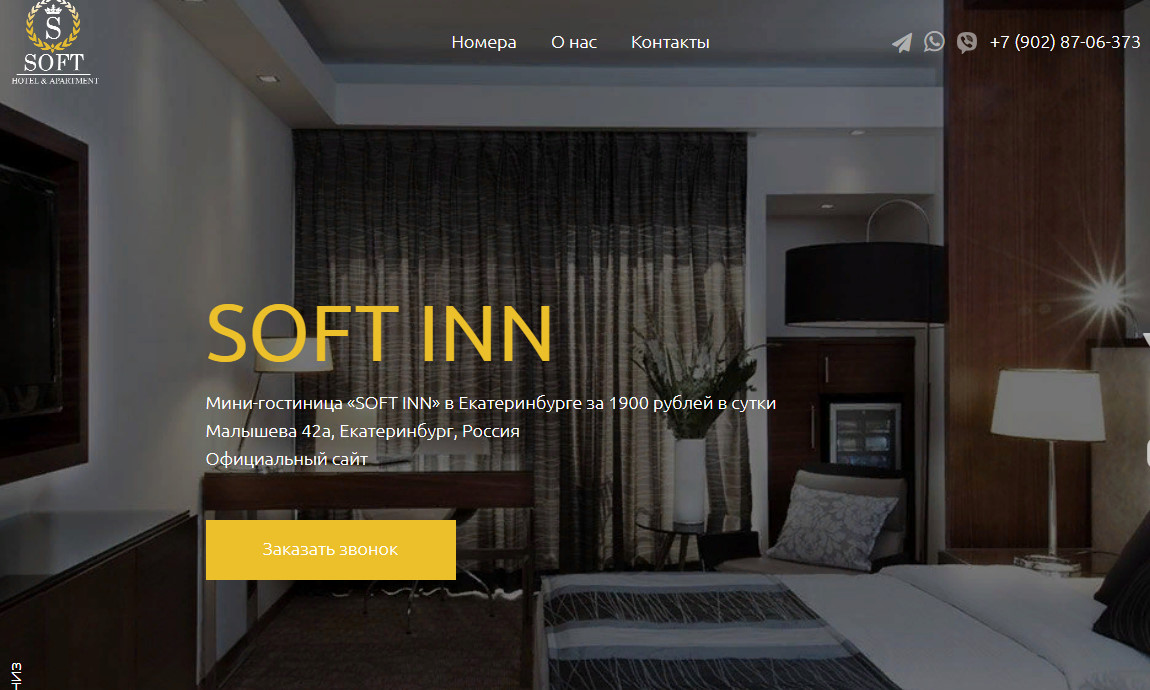 S
SOFT
HOTEL & APARTMENT
Номера
О нас
Контакты
+7 (902) 87-06-373
SOFT INN
Мини-гостиница «SOFT INN» в Екатеринбурге за 1900 рублей в сутки
Малышева 42а, Екатеринбург, Россия
Официальный сайт
Заказать звонок